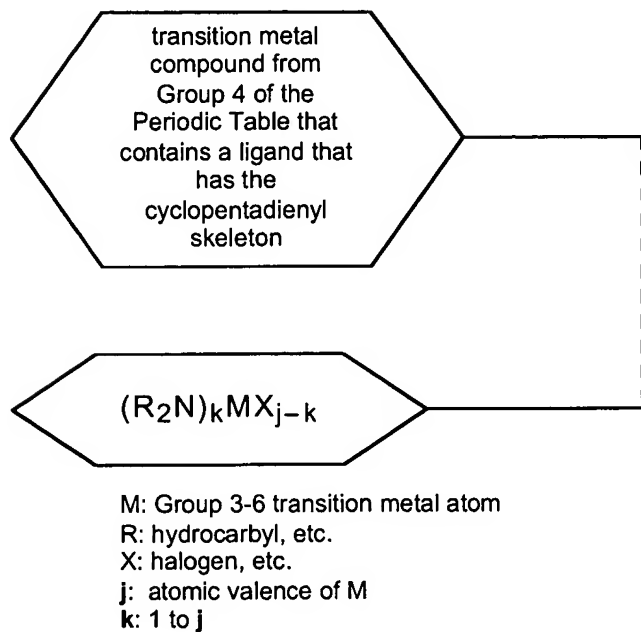 transition metal
compound from
Group 4 of the
Periodic Table that
contains a ligand that
has the
cyclopentadienyl
skeleton
(R₂N)ₖMXⱼ₋ₖ
M: Group 3-6 transition metal atom
R: hydrocarbyl, etc.
X: halogen, etc.
j: atomic valence of M
k: 1 to j